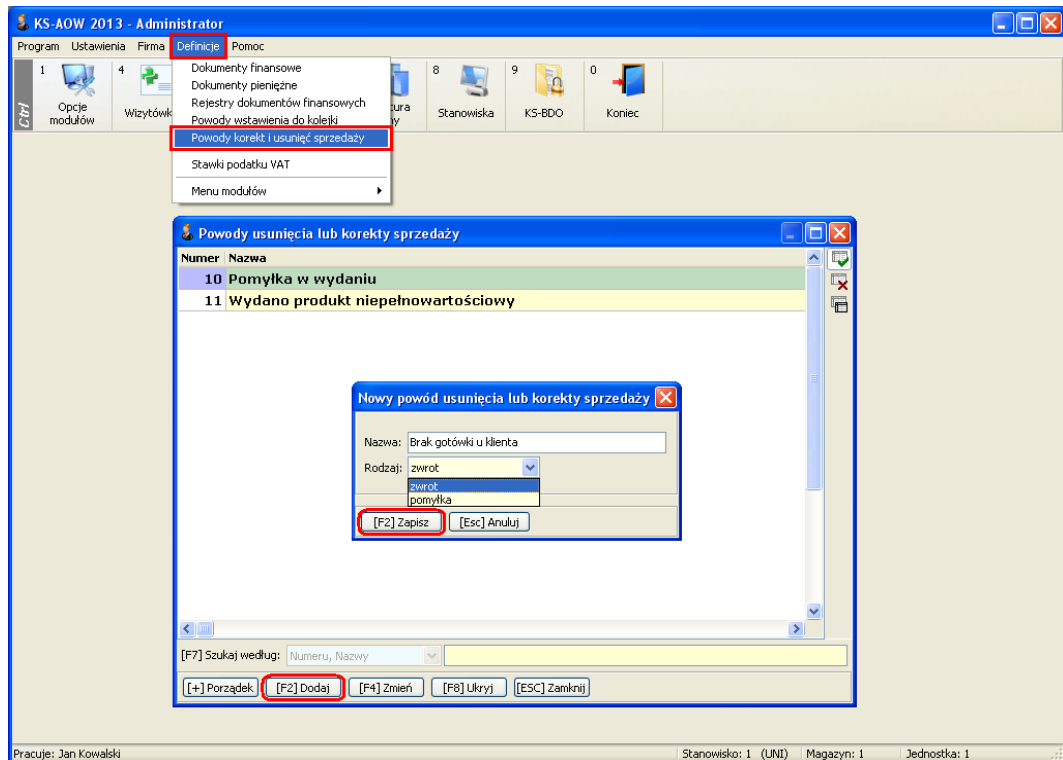 KS-AOW 2013 - Administrator
Program Ustawienia Firma Definicje Pomoc
1 Opcje modułów
4 Wizytówk
8 Stanowiska
9 KS-BDO
0 Koniec
Ctrl
Dokumenty finansowe
Dokumenty pieniężne
Rejestry dokumentów finansowych
Powody wstawienia do kolejki
Powody korekt i usunięć sprzedaży
Stawki podatku VAT
Menu modułów
Powody usunięcia lub korekty sprzedaży
Numer Nazwa
10 Pomyłka w wydaniu
11 Wydano produkt niepełnowartościowy
Nowy powód usunięcia lub korekty sprzedaży
Nazwa: Brak gotówki u klienta
Rodzaj: zwrot
zwrot
pomyłka
[F2] Zapisz [Esc] Anuluj
[F7] Szukaj według: Numeru, Nazwy
[+] Porządek [F2] Dodaj [F4] Zmień [F8] Ukryj [ESC] Zamknij
Pracuje: Jan Kowalski Stanowisko: 1 (UNI) Magazyn: 1 Jednostka: 1